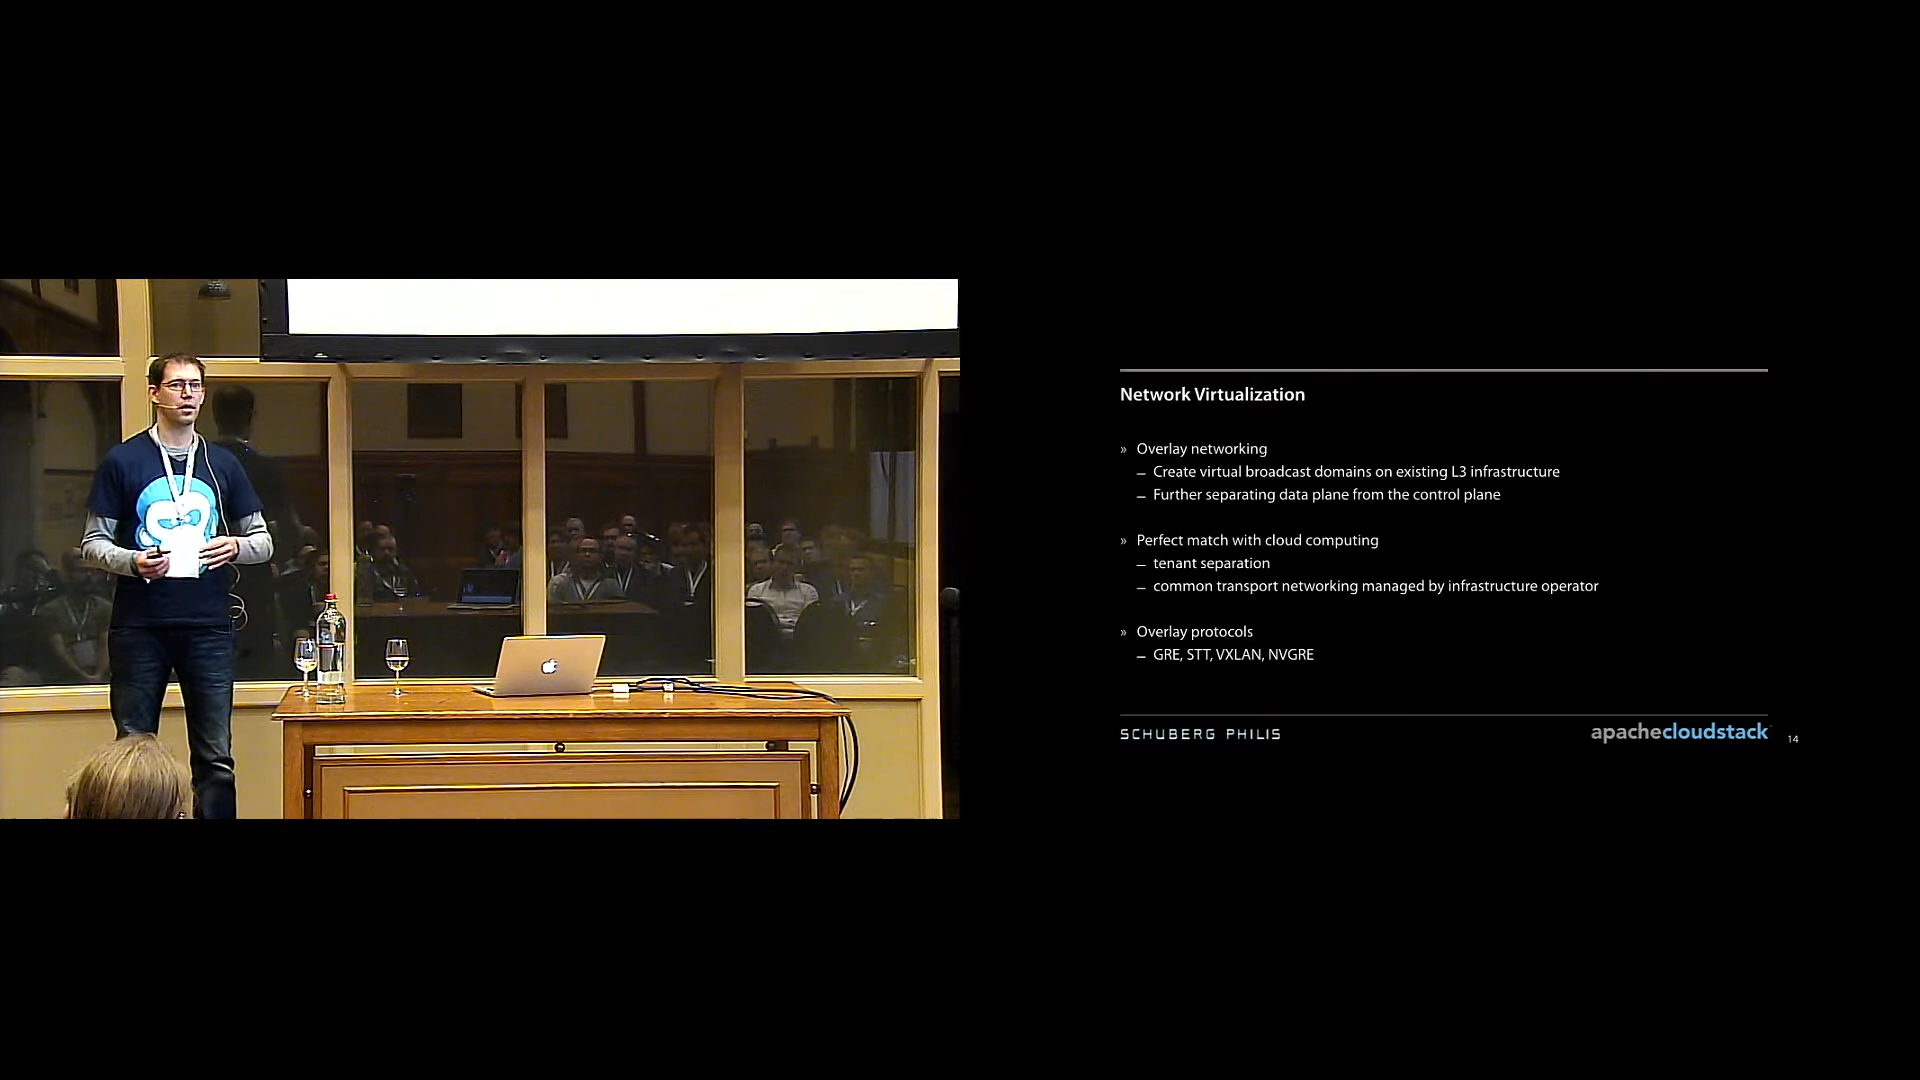 Network Virtualization
» Overlay networking
– Create virtual broadcast domains on existing L3 infrastructure
– Further separating data plane from the control plane
» Perfect match with cloud computing
– tenant separation
– common transport networking managed by infrastructure operator
» Overlay protocols
– GRE, STT, VXLAN, NVGRE
SCHUBERG PHILIS
apachecloudstack
14